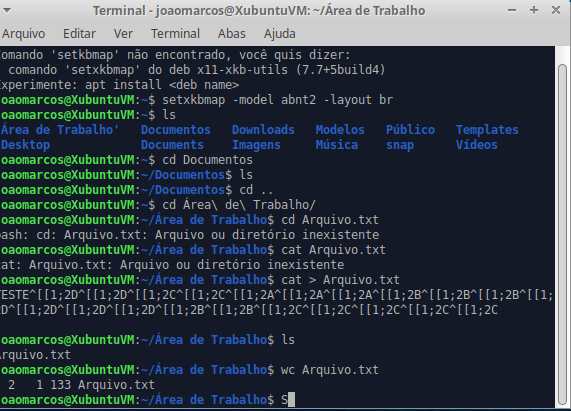 Terminal - joaomarcos@XubuntuVM: ~/Área de Trabalho
Arquivo Editar Ver Terminal Abas Ajuda
Comando 'setkbmap' não encontrado, você quis dizer:
comando 'setxkbmap' do deb x11-xkb-utils (7.7+5build4)
Experimente: apt install <deb name>
oaomarcos@XubuntuVM:~$ setxkbmap -model abnt2 -layout br
oaomarcos@XubuntuVM:~$ ls
Área de Trabalho' Documentos Downloads Modelos Público Templates
Desktop Documents Imagens Música snap Vídeos
oaomarcos@XubuntuVM:~$ cd Documentos
oaomarcos@XubuntuVM:~/Documentos$ ls
oaomarcos@XubuntuVM:~/Documentos$ cd ..
oaomarcos@XubuntuVM:~$ cd Área\ de\ Trabalho/
oaomarcos@XubuntuVM:~/Área de Trabalho$ cd Arquivo.txt
bash: cd: Arquivo.txt: Arquivo ou diretório inexistente
oaomarcos@XubuntuVM:~/Área de Trabalho$ cat Arquivo.txt
cat: Arquivo.txt: Arquivo ou diretório inexistente
oaomarcos@XubuntuVM:~/Área de Trabalho$ cat > Arquivo.txt
TESTE^[[1;2D^[[1;2D^[[1;2C^[[1;2C^[[1;2A^[[1;2A^[[1;2A^[[1;2B^[[1;2B^[[1;2B^[[1;
2D^[[1;2D^[[1;2D^[[1;2D^[[1;2B^[[1;2B^[[1;2C^[[1;2C^[[1;2C^[[1;2C
oaomarcos@XubuntuVM:~/Área de Trabalho$ ls
Arquivo.txt
oaomarcos@XubuntuVM:~/Área de Trabalho$ wc Arquivo.txt
2 1 133 Arquivo.txt
oaomarcos@XubuntuVM:~/Área de Trabalho$ S